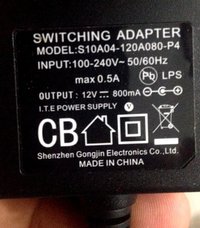 SWITCHING ADAPTER
MODEL:S10A04-120A080-P4
INPUT:100-240V~ 50/60Hz
max 0.5A
Pb LPS
OUTPUT: 12V⎓ 800mA
I.T.E POWER SUPPLY V
CB
Shenzhen Gongjin Electronics Co.,Ltd.
MADE IN CHINA